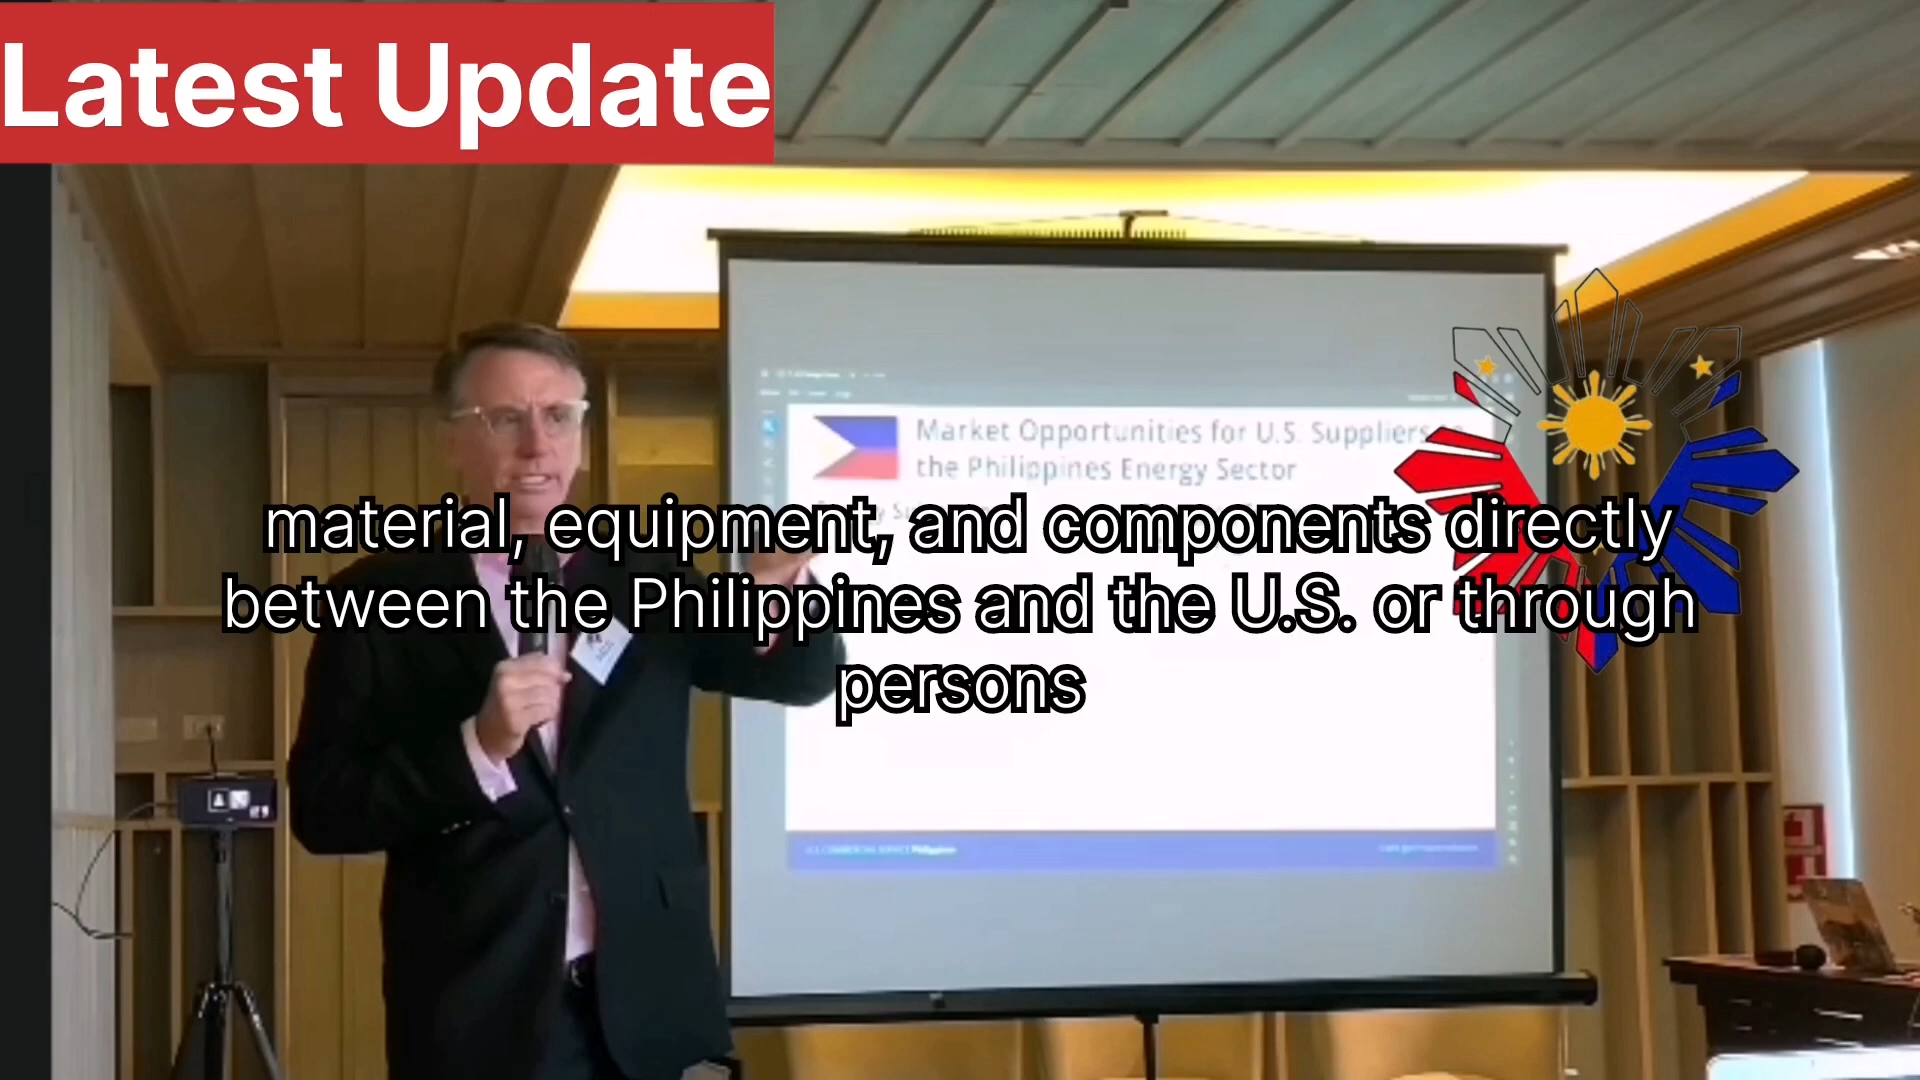 Latest Update
Market Opportunities for U.S. Suppliers
the Philippines Energy Sector
material, equipment, and components directly
between the Philippines and the U.S. or through
persons
Philippines